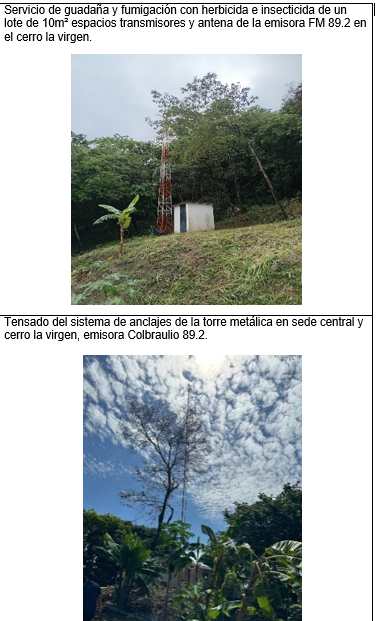 Servicio de guadaña y fumigación con herbicida e insecticida de un
lote de 10m² espacios transmisores y antena de la emisora FM 89.2 en
el cerro la virgen.
Tensado del sistema de anclajes de la torre metálica en sede central y
cerro la virgen, emisora Colbraulio 89.2.